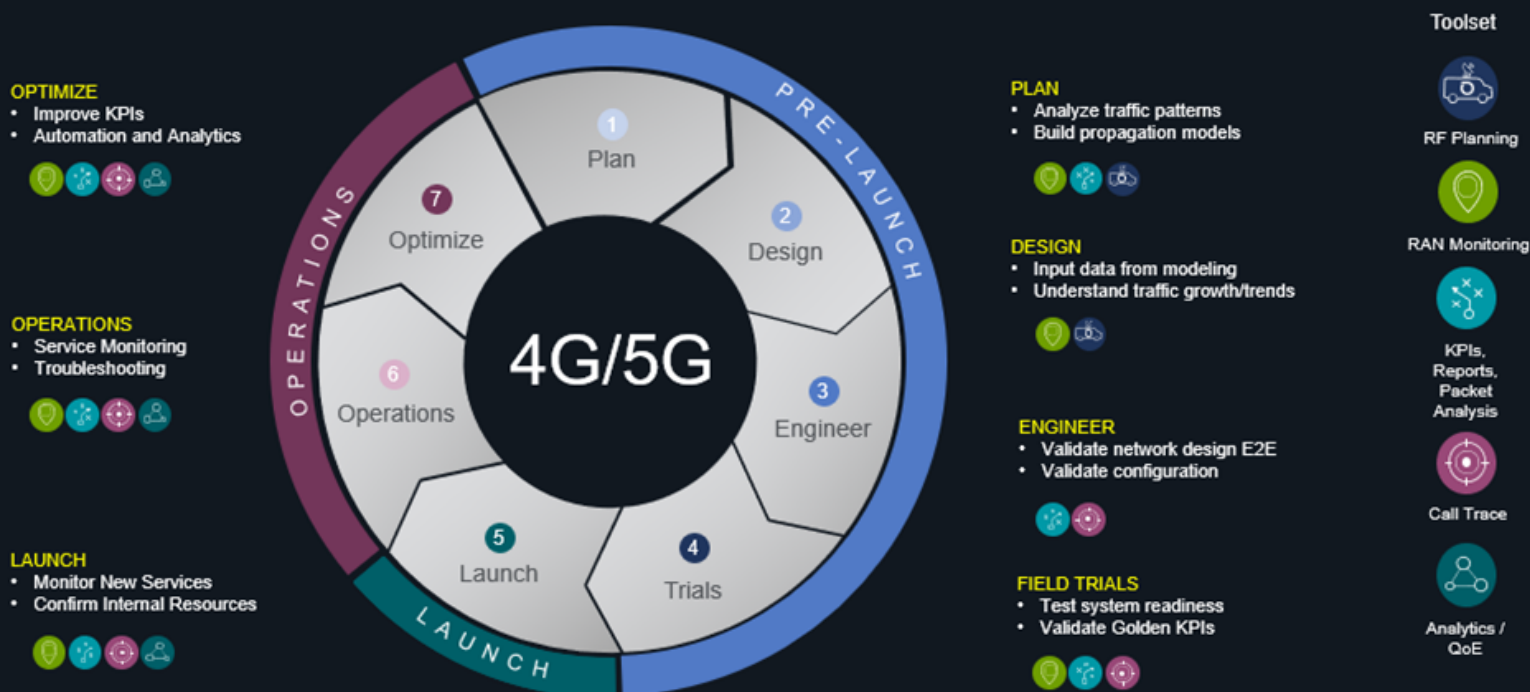 Toolset
OPTIMIZE
• Improve KPIs
• Automation and Analytics
OPERATIONS
• Service Monitoring
• Troubleshooting
LAUNCH
• Monitor New Services
• Confirm Internal Resources
OPERATIONS
PRE-LAUNCH
LAUNCH
1
Plan
2
Design
3
Engineer
4
Trials
5
Launch
6
Operations
7
Optimize
4G/5G
PLAN
• Analyze traffic patterns
• Build propagation models
DESIGN
• Input data from modeling
• Understand traffic growth/trends
ENGINEER
• Validate network design E2E
• Validate configuration
FIELD TRIALS
• Test system readiness
• Validate Golden KPIs
RF Planning
RAN Monitoring
KPIs,
Reports,
Packet
Analysis
Call Trace
Analytics /
QoE